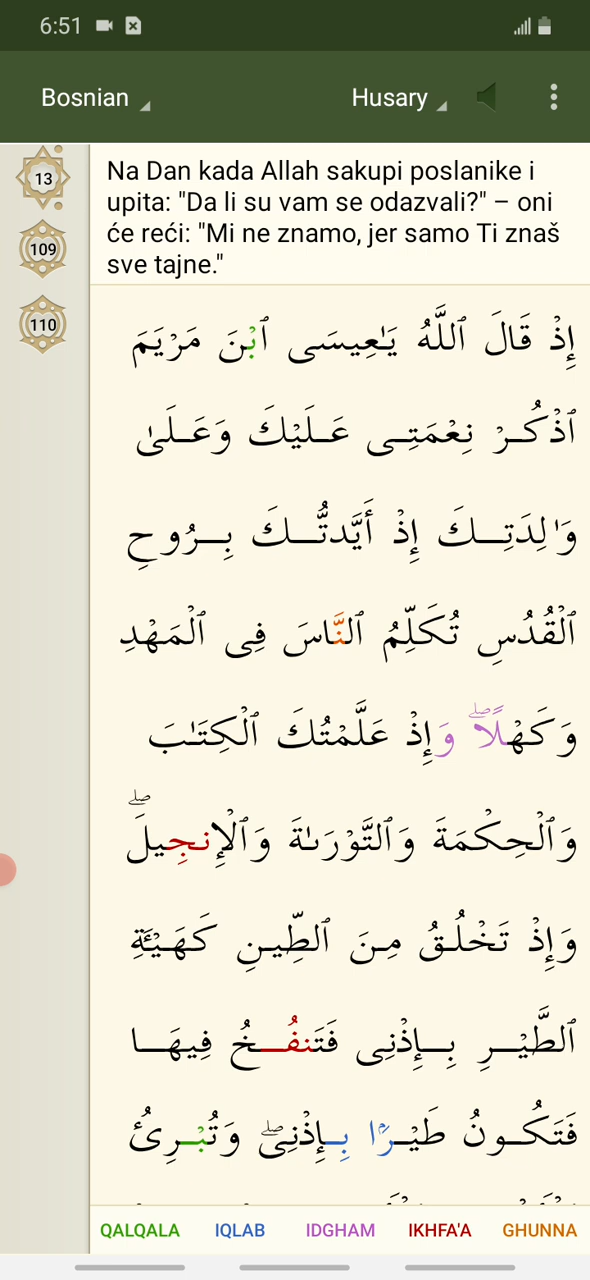 6:51
Bosnian
Husary
13
109
110
Na Dan kada Allah sakupi poslanike i
upita: "Da li su vam se odazvali?" – oni
će reći: "Mi ne znamo, jer samo Ti znaš
sve tajne."
إِذْ قَالَ ٱللَّهُ يَـٰعِيسَى ٱبْنَ مَرْيَمَ
ٱذْكُرْ نِعْمَتِى عَلَيْكَ وَعَلَىٰ
وَٰلِدَتِكَ إِذْ أَيَّدتُّكَ بِرُوحِ
ٱلْقُدُسِ تُكَلِّمُ ٱلنَّاسَ فِى ٱلْمَهْدِ
وَكَهْلًاۖ وَإِذْ عَلَّمْتُكَ ٱلْكِتَـٰبَ
وَٱلْحِكْمَةَ وَٱلتَّوْرَىٰةَ وَٱلْإِنجِيلَۖ
وَإِذْ تَخْلُقُ مِنَ ٱلطِّينِ كَهَيْـَٔةِ
ٱلطَّيْرِ بِإِذْنِى فَتَنفُخُ فِيهَا
فَتَكُونُ طَيْرًۢا بِإِذْنِىۖ وَتُبْرِئُ
QALQALA
IQLAB
IDGHAM
IKHFA'A
GHUNNA